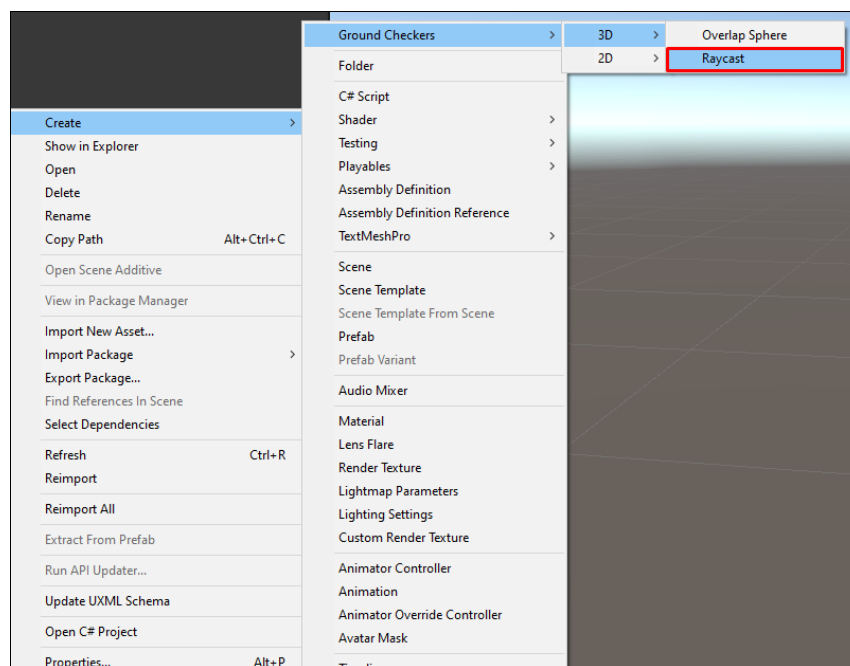 Create
Show in Explorer
Open
Delete
Rename
Copy Path Alt+Ctrl+C
Open Scene Additive
View in Package Manager
Import New Asset...
Import Package
Export Package...
Find References In Scene
Select Dependencies
Refresh Ctrl+R
Reimport
Reimport All
Extract From Prefab
Run API Updater...
Update UXML Schema
Open C# Project
Properties... Alt+P
Ground Checkers
Folder
C# Script
Shader
Testing
Playables
Assembly Definition
Assembly Definition Reference
TextMeshPro
Scene
Scene Template
Scene Template From Scene
Prefab
Prefab Variant
Audio Mixer
Material
Lens Flare
Render Texture
Lightmap Parameters
Lighting Settings
Custom Render Texture
Animator Controller
Animation
Animator Override Controller
Avatar Mask
3D
2D
Overlap Sphere
Raycast